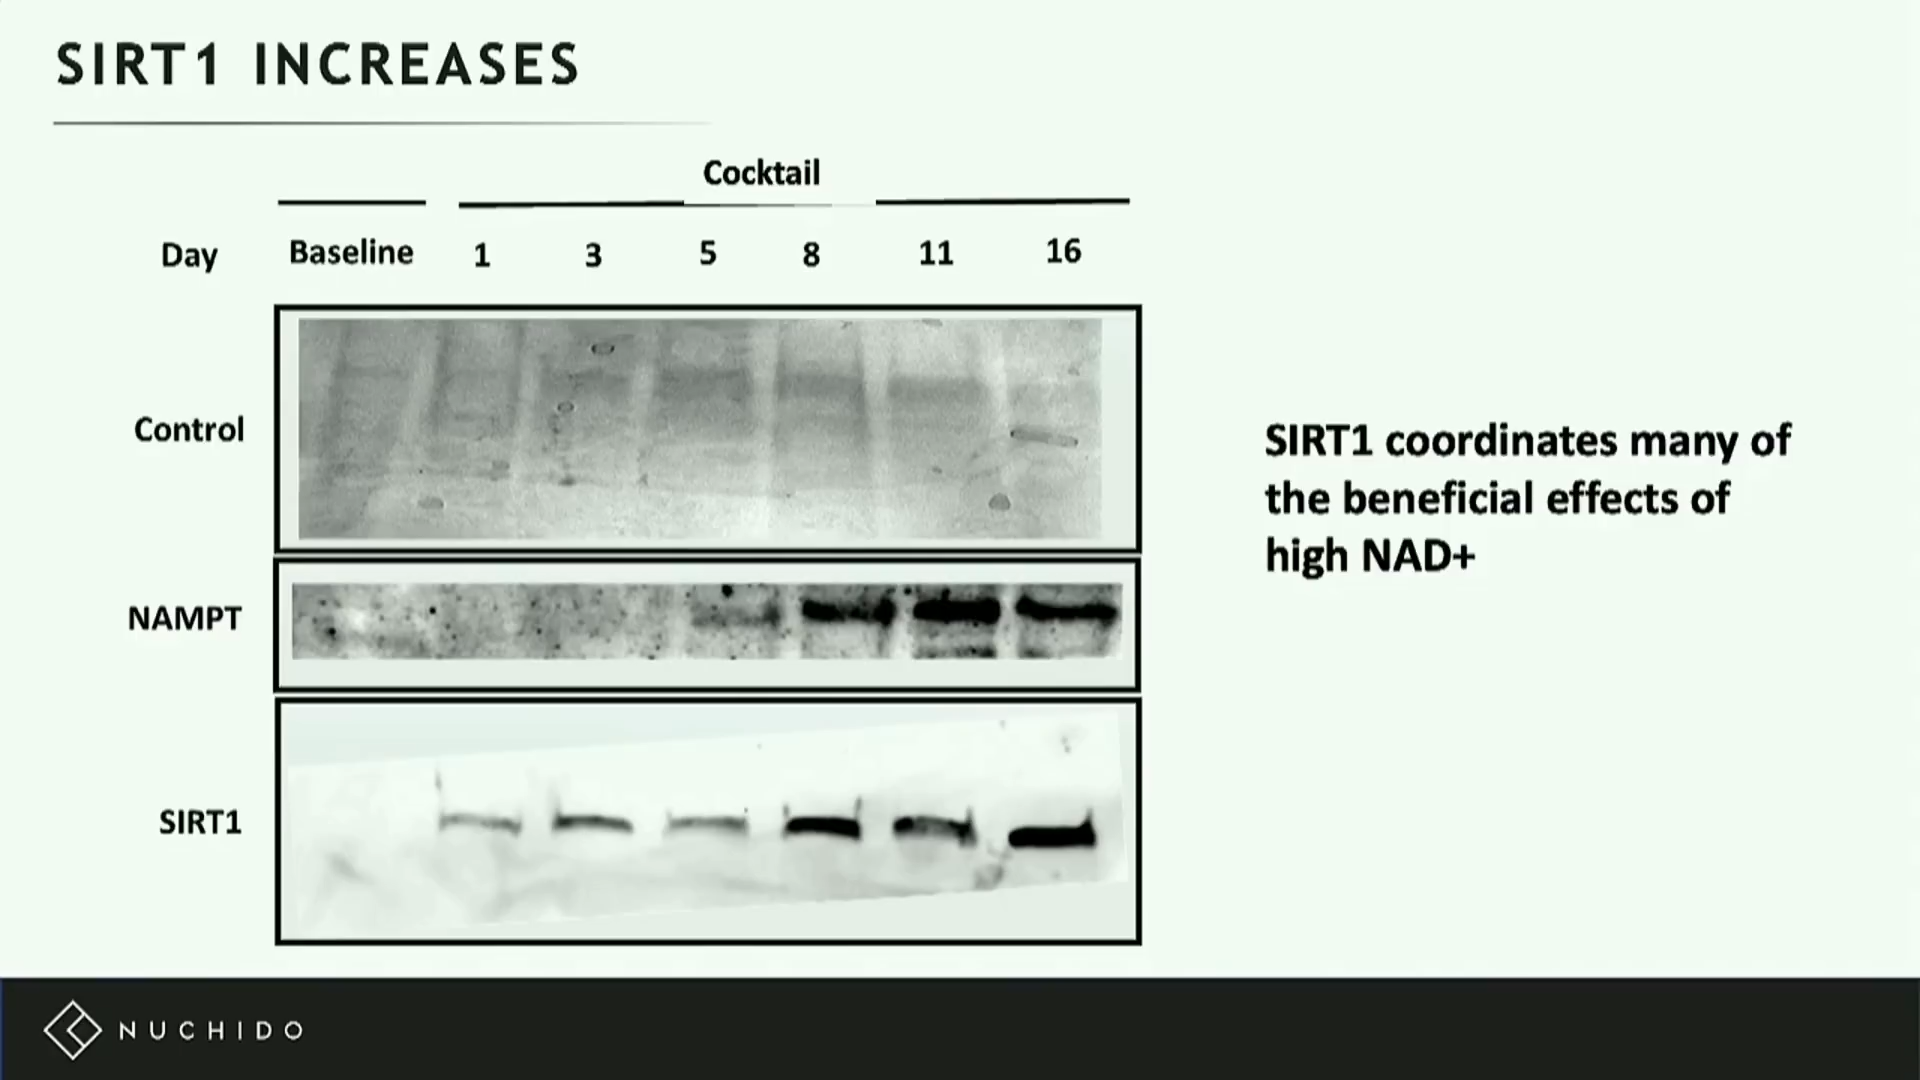 SIRT1 INCREASES
Cocktail
Day Baseline 1 3 5 8 11 16
Control
NAMPT
SIRT1
SIRT1 coordinates many of
the beneficial effects of
high NAD+
NUCHIDO